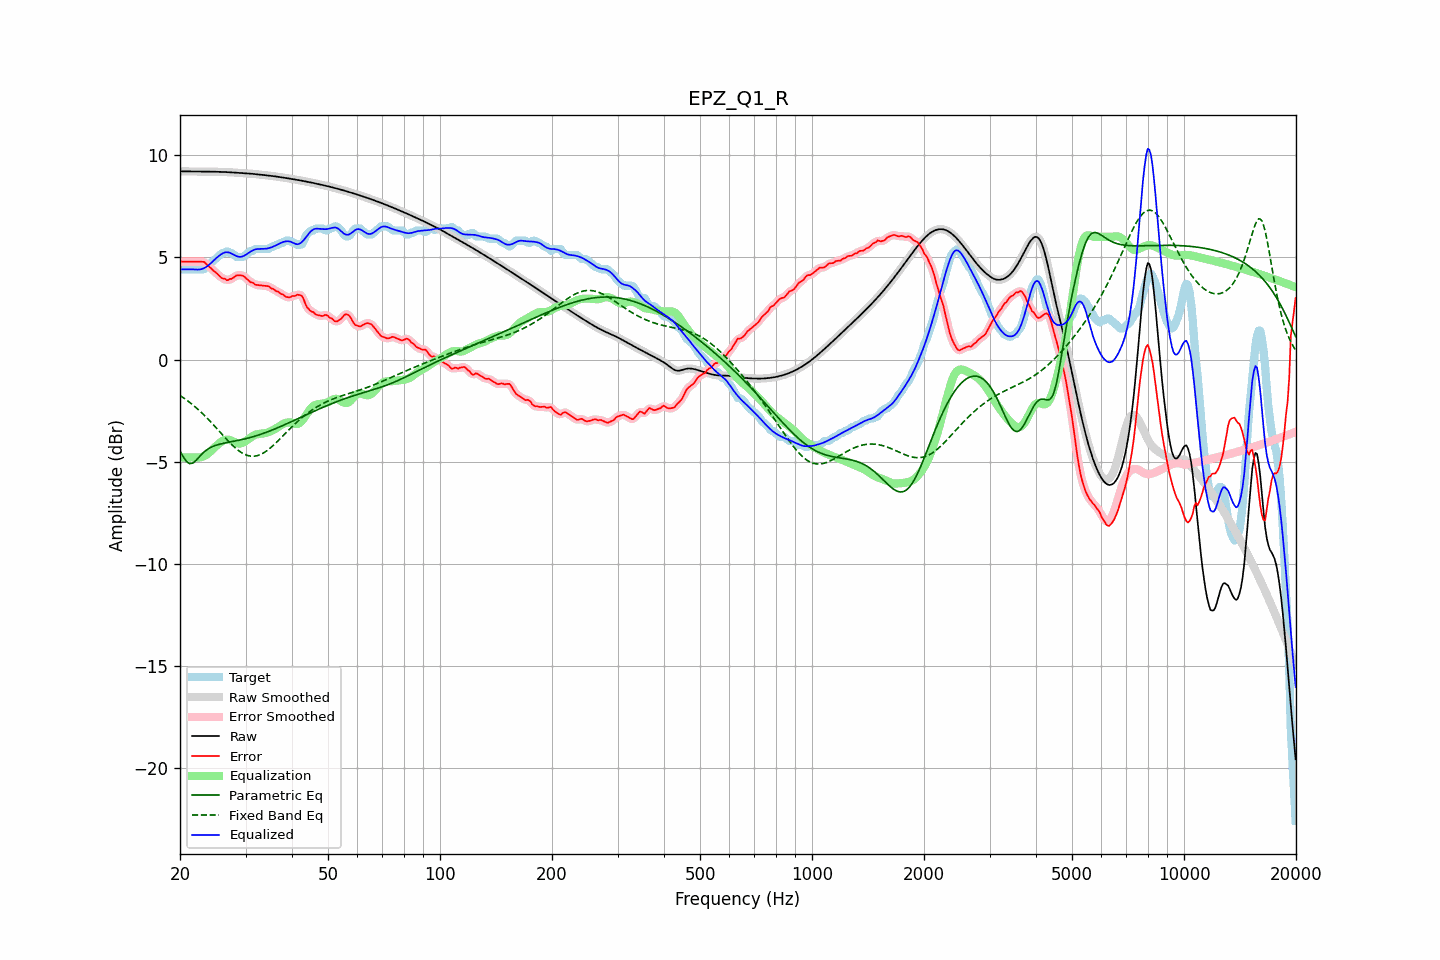 EPZ_Q1_R
10
5
0
−5
−10
−15
−20
Amplitude (dBr)
Target
Raw Smoothed
Error Smoothed
Raw
Error
Equalization
Parametric Eq
Fixed Band Eq
Equalized
20 50 100 200 500 1000 2000 5000 10000 20000
Frequency (Hz)